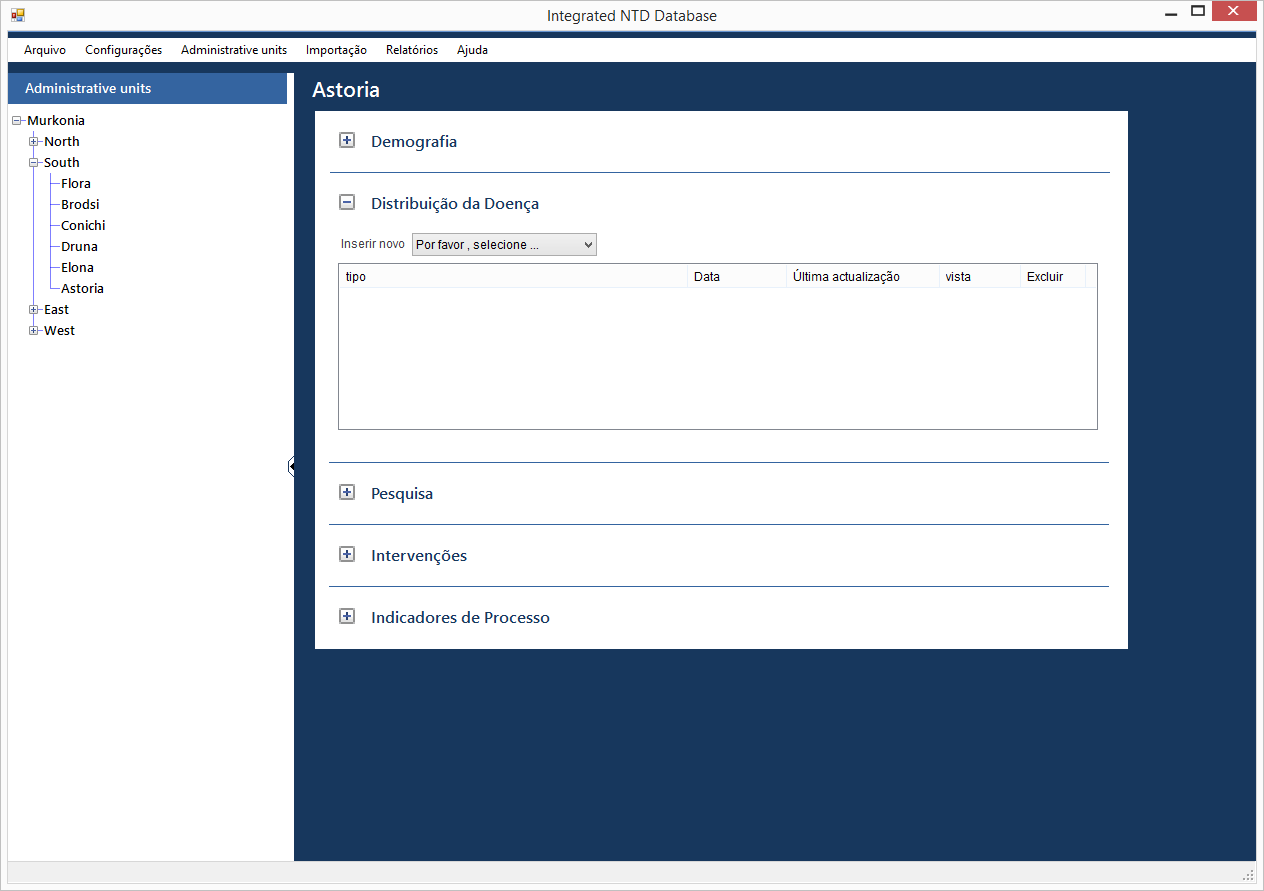 Integrated NTD Database
Arquivo Configurações Administrative units Importação Relatórios Ajuda
Administrative units
Murkonia
North
South
Flora
Brodsi
Conichi
Druna
Elona
Astoria
East
West
Astoria
Demografia
Distribuição da Doença
Inserir novo Por favor , selecione ...
tipo Data Última actualização vista Excluir
Pesquisa
Intervenções
Indicadores de Processo